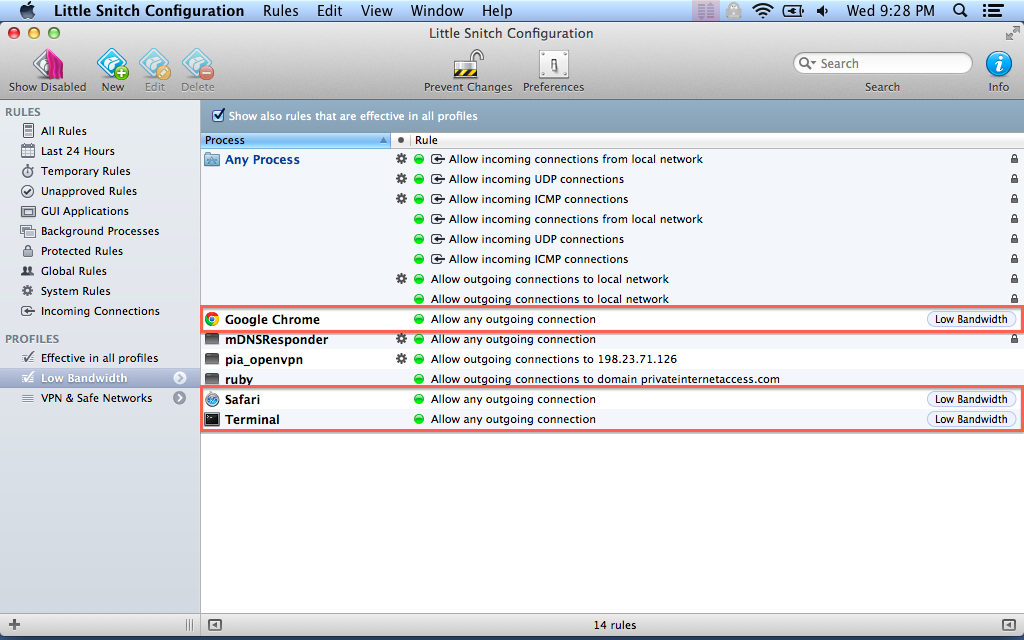 Little Snitch Configuration Rules Edit View Window Help Wed 9:28 PM
Little Snitch Configuration
Show Disabled New Edit Delete Prevent Changes Preferences Search Search Info
RULES
All Rules
Last 24 Hours
Temporary Rules
Unapproved Rules
GUI Applications
Background Processes
Protected Rules
Global Rules
System Rules
Incoming Connections
PROFILES
Effective in all profiles
Low Bandwidth
VPN & Safe Networks
Show also rules that are effective in all profiles
Process Rule
Any Process Allow incoming connections from local network
Allow incoming UDP connections
Allow incoming ICMP connections
Allow incoming connections from local network
Allow incoming UDP connections
Allow incoming ICMP connections
Allow outgoing connections to local network
Allow outgoing connections to local network
Google Chrome Allow any outgoing connection Low Bandwidth
mDNSResponder Allow any outgoing connection
pia_openvpn Allow outgoing connections to 198.23.71.126
ruby Allow outgoing connections to domain privateinternetaccess.com
Safari Allow any outgoing connection Low Bandwidth
Terminal Allow any outgoing connection Low Bandwidth
14 rules